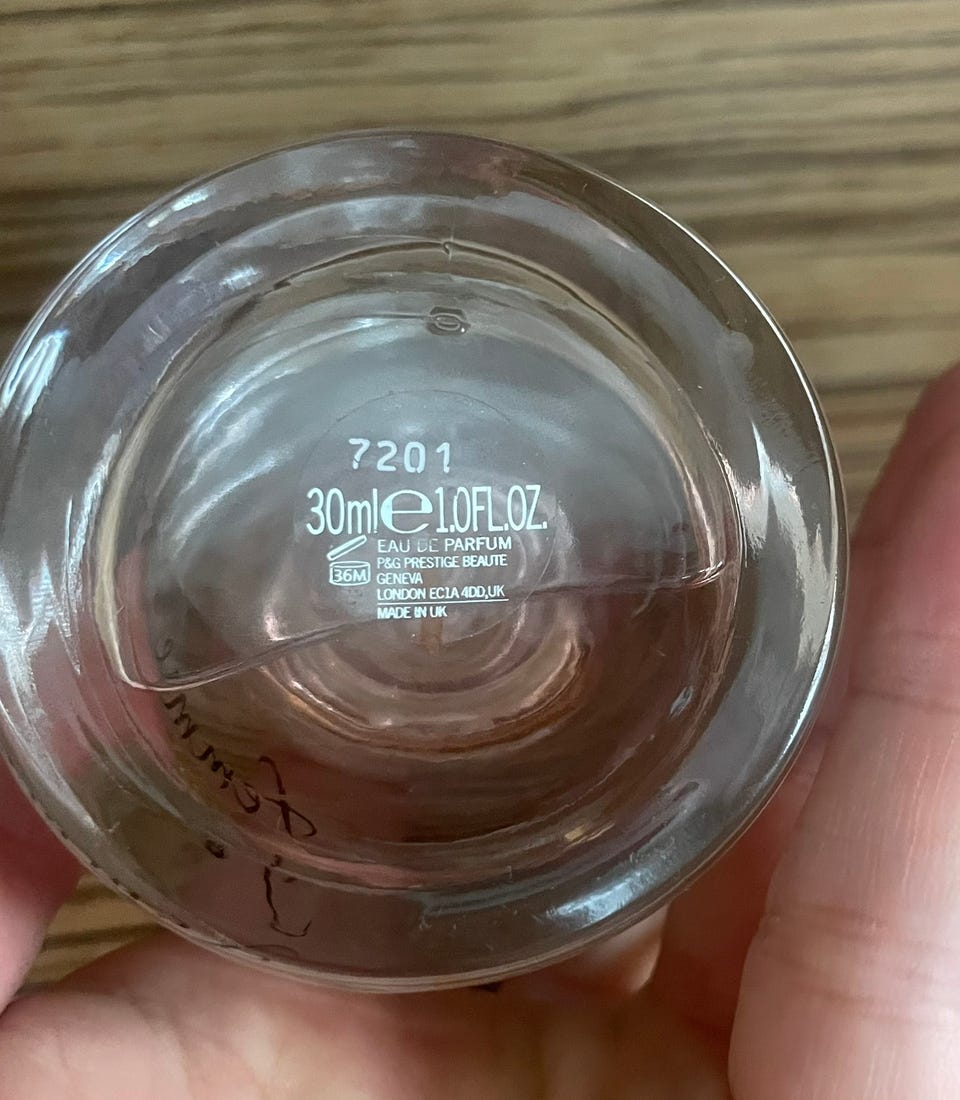 7201
30ml e 1.0FL.OZ.
EAU DE PARFUM
36M
P&G PRESTIGE BEAUTE
GENEVA
LONDON EC1A 4DD,UK
MADE IN UK